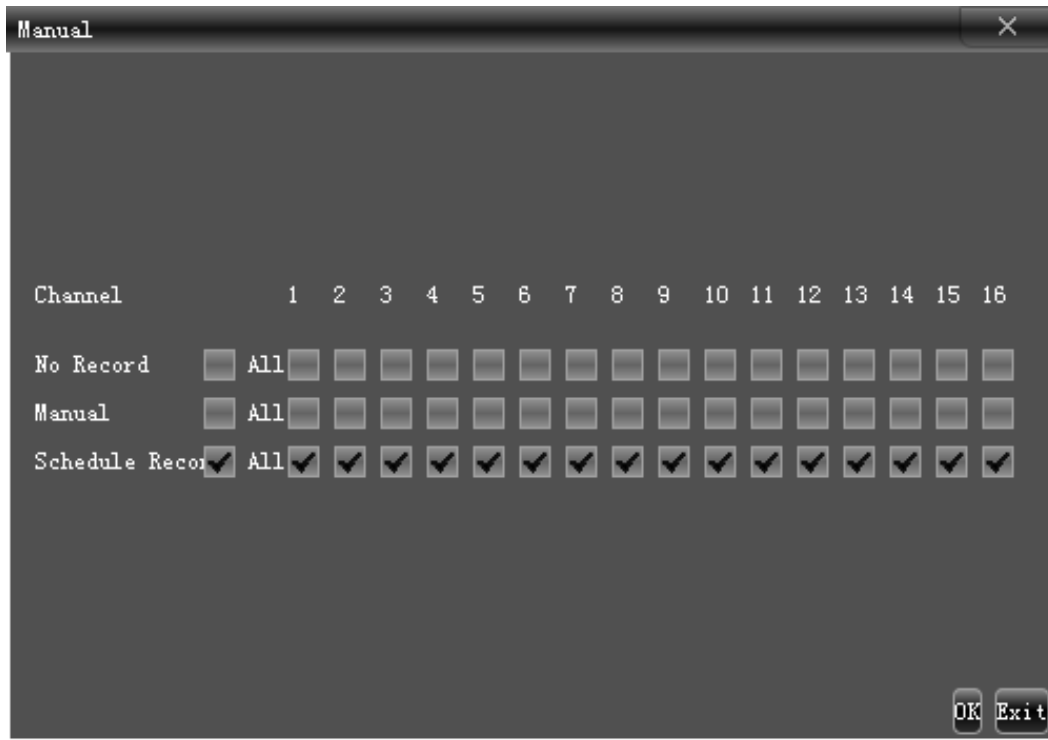 Manual
Channel 1 2 3 4 5 6 7 8 9 10 11 12 13 14 15 16
No Record All
Manual All
Schedule Recor All
OK Exit